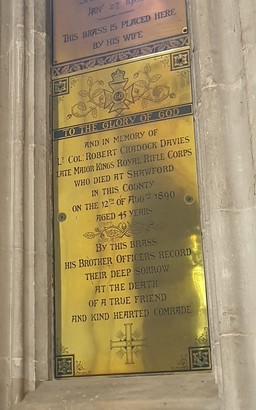 THIS BRASS IS PLACED HERE
BY HIS WIFE
TO THE GLORY OF GOD
AND IN MEMORY OF
LT COL. ROBERT CRADOCK DAVIES
LATE MAJOR KINGS ROYAL RIFLE CORPS
WHO DIED AT SHAWFORD
IN THIS COUNTY
ON THE 12TH OF AUGST 1890
AGED 45 YEARS
BY THIS BRASS
HIS BROTHER OFFICERS RECORD
THEIR DEEP SORROW
AT THE DEATH
OF A TRUE FRIEND
AND KIND HEARTED COMRADE